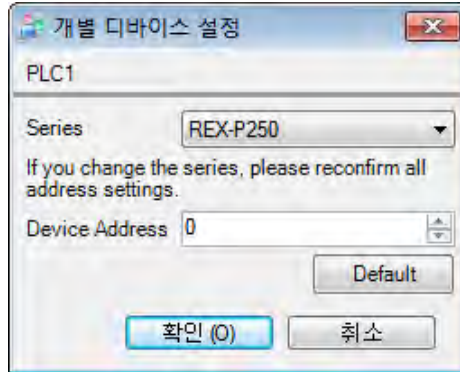 개별 디바이스 설정
PLC1
Series REX-P250
If you change the series, please reconfirm all
address settings.
Device Address 0
Default
확인 (O) 취소